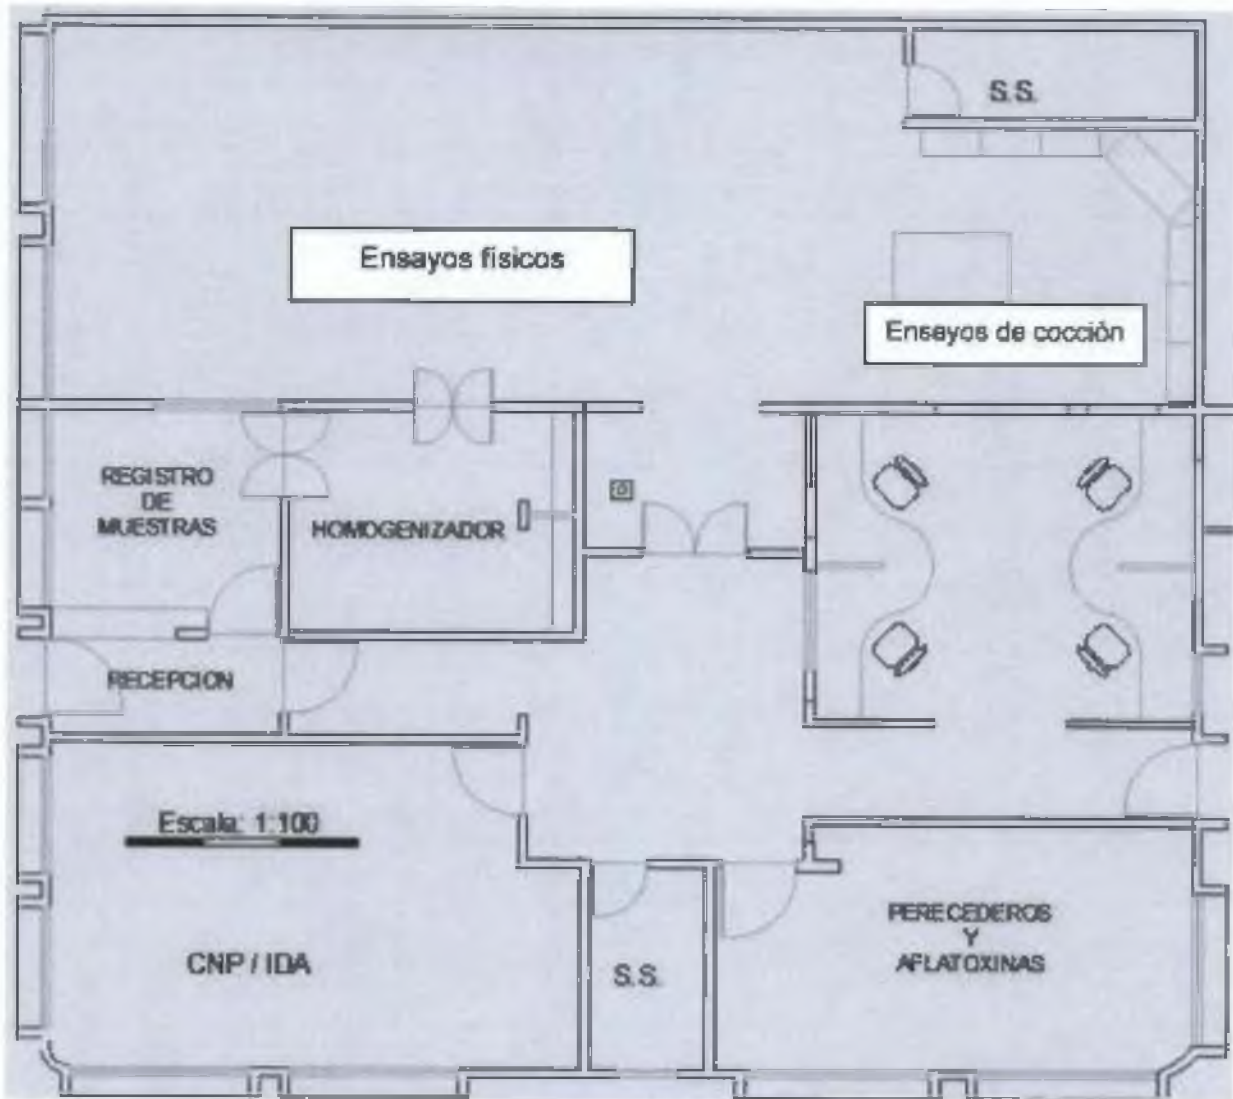 S.S.
Ensayos físicos
Ensayos de cocción
REGISTRO
DE
MUESTRAS
HOMOGENIZADOR
RECEPCION
Escala: 1:100
CNP / IDA
S.S.
PERECEDEROS
Y
AFLATOXINAS